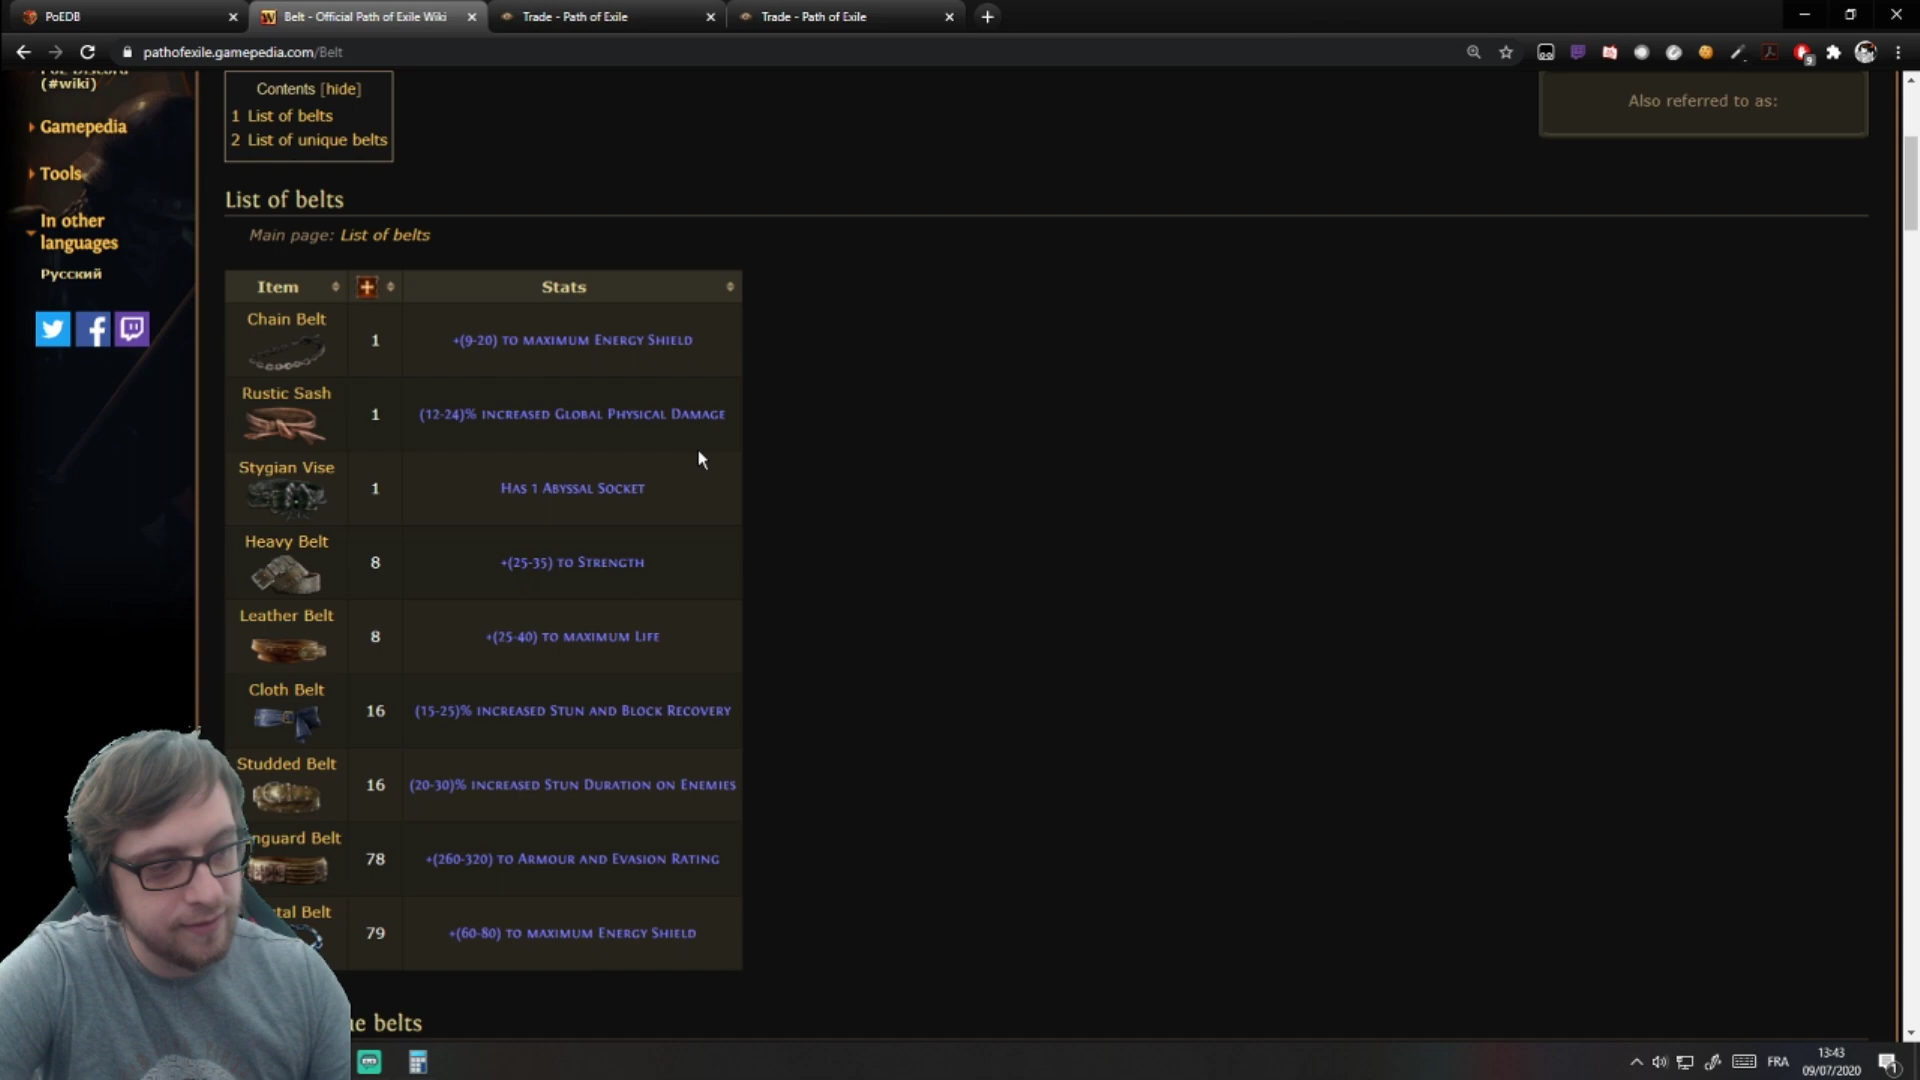 PoEDB
Belt - Official Path of Exile Wiki
Trade - Path of Exile
Trade - Path of Exile
pathofexile.gamepedia.com/Belt
9
(#wiki)
Gamepedia
Tools
In other
languages
Русский
Contents [hide]
1 List of belts
2 List of unique belts
Also referred to as:
List of belts
Main page: List of belts
Item Stats
Chain Belt
1 +(9-20) to maximum Energy Shield
Rustic Sash
1 (12-24)% increased Global Physical Damage
Stygian Vise
1 Has 1 Abyssal Socket
Heavy Belt
8 +(25-35) to Strength
Leather Belt
8 +(25-40) to maximum Life
Cloth Belt
16 (15-25)% increased Stun and Block Recovery
Studded Belt
16 (20-30)% increased Stun Duration on Enemies
nguard Belt
78 +(260-320) to Armour and Evasion Rating
tal Belt
79 +(60-80) to maximum Energy Shield
ue belts
FRA
13:43
09/07/2020
1